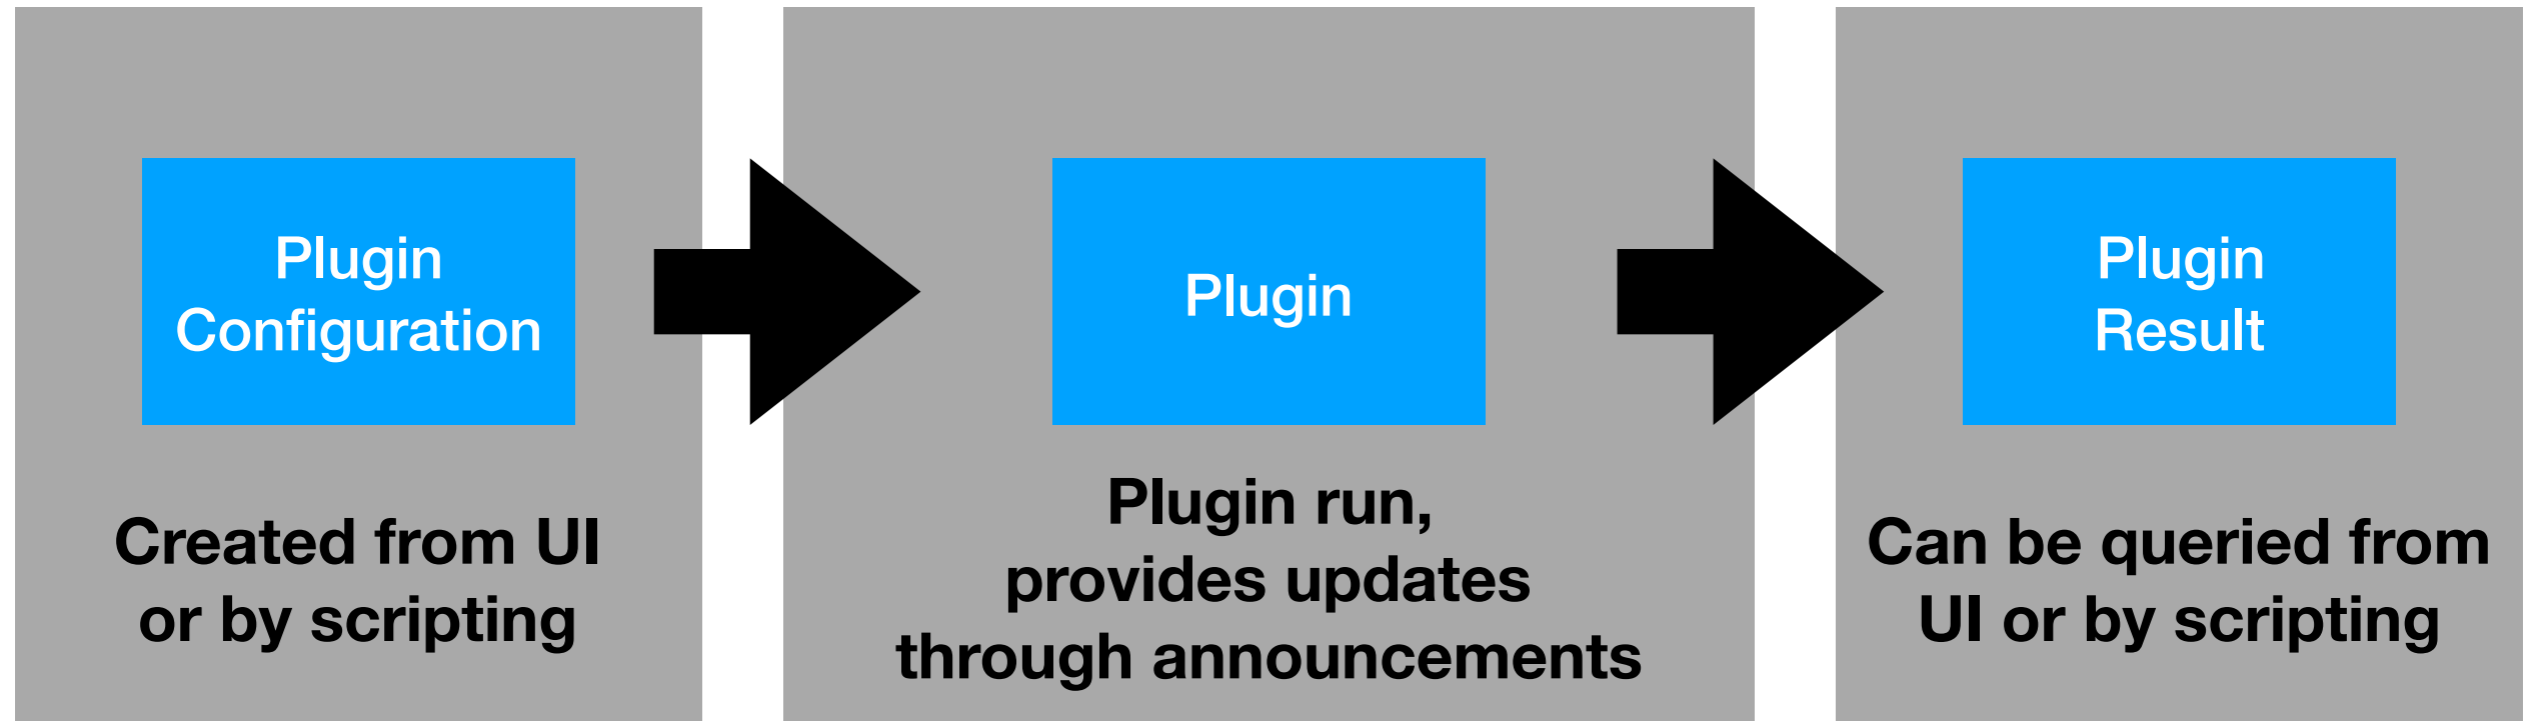 Plugin
Configuration
Created from UI
or by scripting
Plugin
Plugin run,
provides updates
through announcements
Plugin
Result
Can be queried from
UI or by scripting